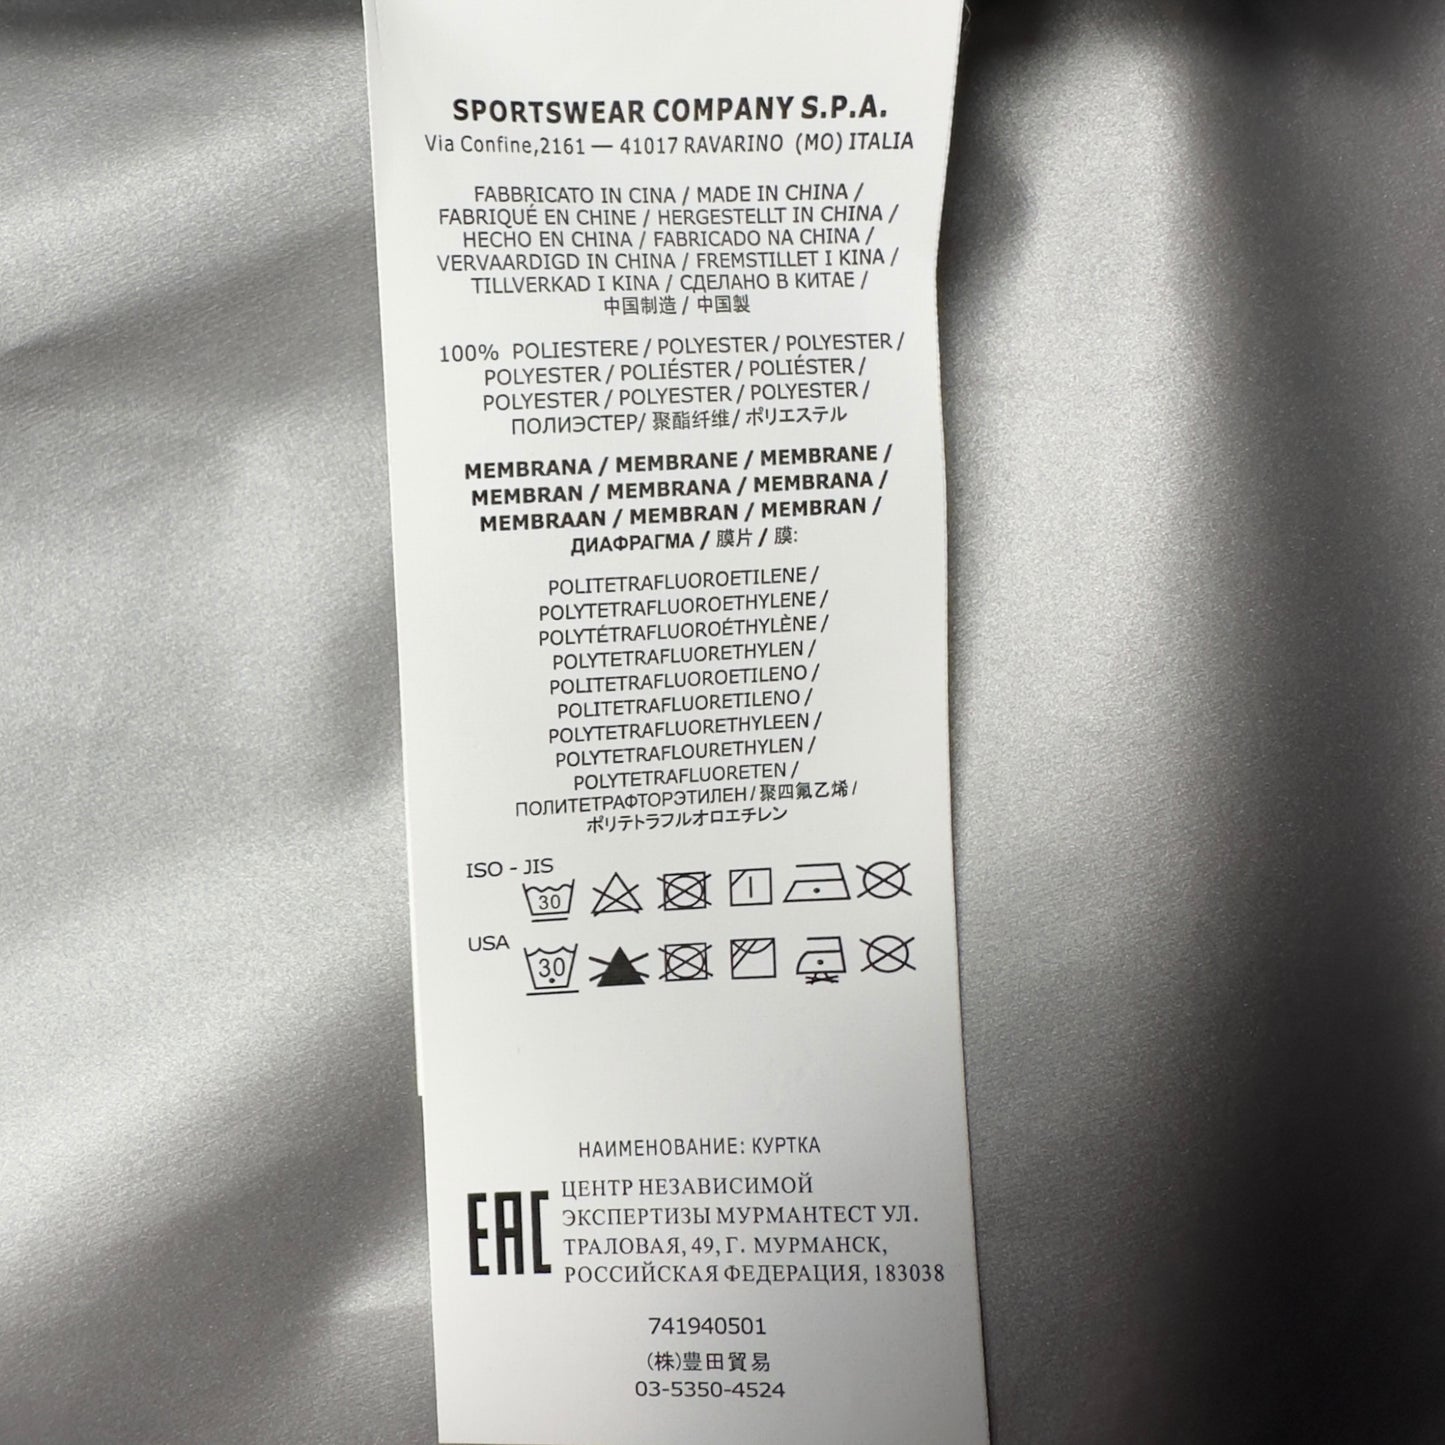 SPORTSWEAR COMPANY S.P.A.
Via Confine,2161 — 41017 RAVARINO (MO) ITALIA
FABBRICATO IN CINA / MADE IN CHINA /
FABRIQUÉ EN CHINE / HERGESTELLT IN CHINA /
HECHO EN CHINA / FABRICADO NA CHINA /
VERVAARDIGD IN CHINA / FREMSTILLET I KINA /
TILLVERKAD I KINA / СДЕЛАНО В КИТАЕ /
中国制造 / 中国製
100% POLIESTERE / POLYESTER / POLYESTER /
POLYESTER / POLIÉSTER / POLIÉSTER /
POLYESTER / POLYESTER / POLYESTER /
ПОЛИЭСТЕР/ 聚酯纤维/ ポリエステル
MEMBRANA / MEMBRANE / MEMBRANE /
MEMBRAN / MEMBRANA / MEMBRANA /
MEMBRAAN / MEMBRAN / MEMBRAN /
ДИАФРАГМА / 膜片 / 膜:
POLITETRAFLUOROETILENE /
POLYTETRAFLUOROETHYLENE /
POLYTÉTRAFLUOROÉTHYLÈNE /
POLYTETRAFLUORETHYLEN /
POLITETRAFLUOROETILENO /
POLITETRAFLUORETILENO /
POLYTETRAFLUORETHYLEEN /
POLYTETRAFLOURETHYLEN /
POLYTETRAFLUORETEN /
ПОЛИТЕТРАФТОРЭТИЛЕН / 聚四氟乙烯 /
ポリテトラフルオロエチレン
ISO - JIS
30
USA
30
НАИМЕНОВАНИЕ: КУРТКА
EAC
ЦЕНТР НЕЗАВИСИМОЙ
ЭКСПЕРТИЗЫ МУРМАНТЕСТ УЛ.
ТРАЛОВАЯ, 49, Г. МУРМАНСК,
РОССИЙСКАЯ ФЕДЕРАЦИЯ, 183038
741940501
(株)豊田貿易
03-5350-4524